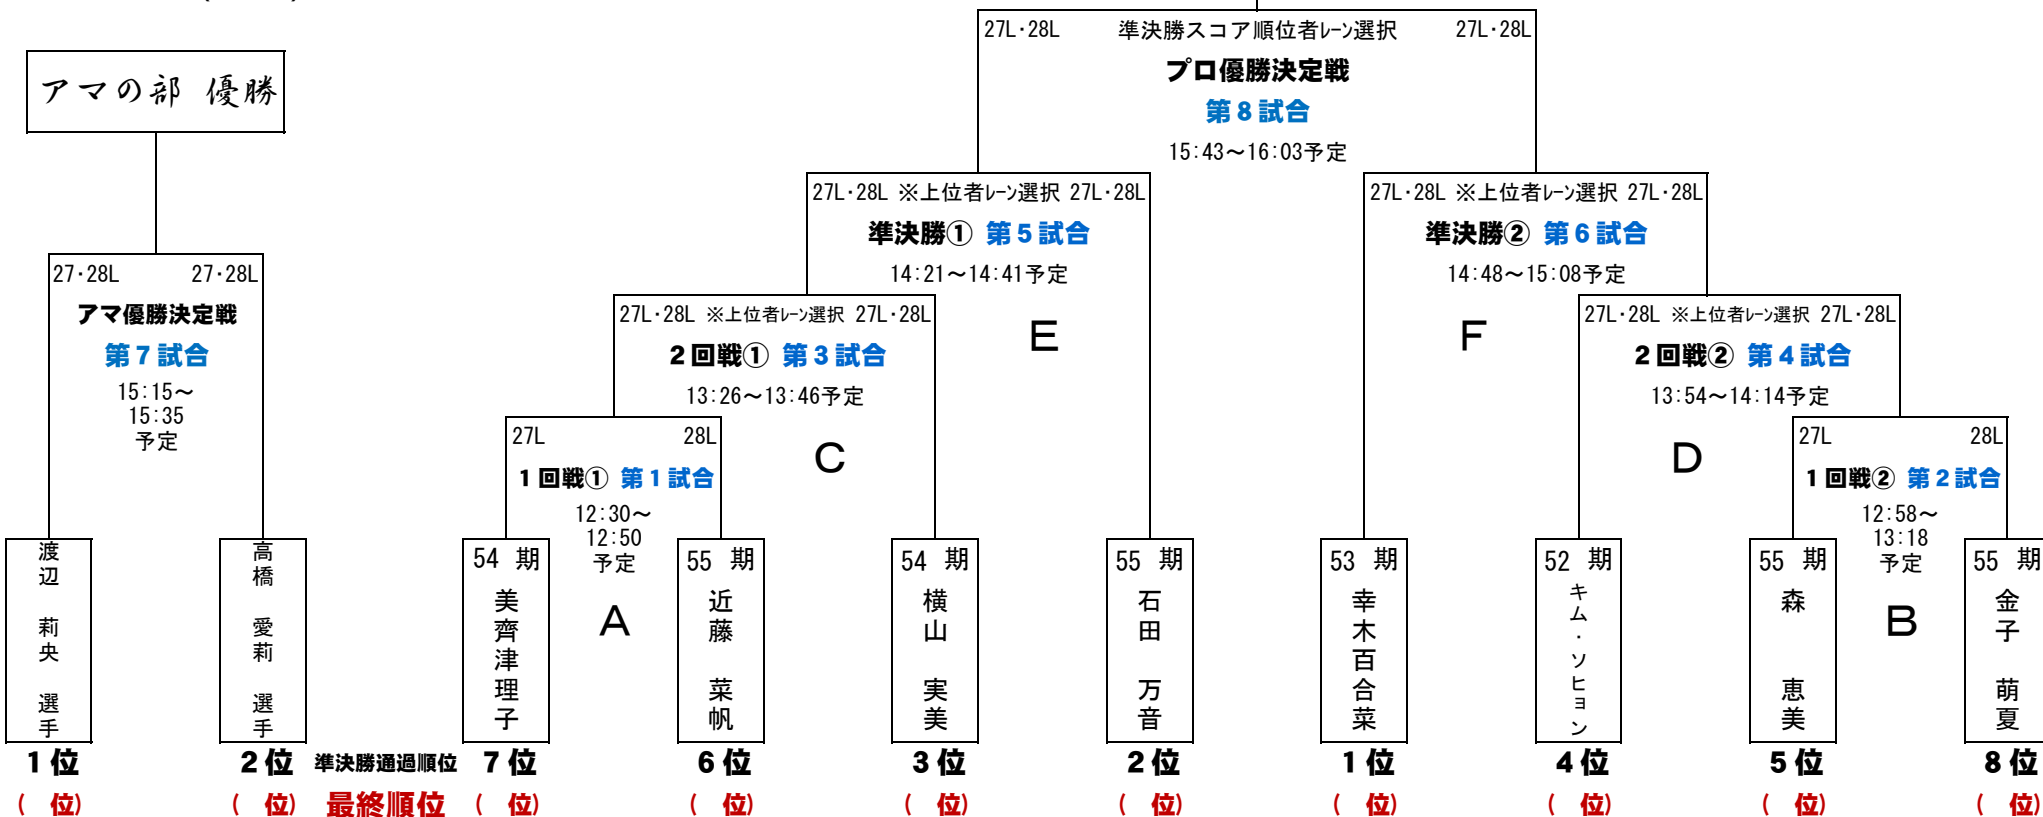 27L・28L 準決勝スコア順位者レーン選択 27L・28L
プロ優勝決定戦
第8試合
15:43～16:03予定
アマの部 優勝
27L・28L ※上位者レーン選択 27L・28L
準決勝① 第5試合
14:21～14:41予定
E
27L・28L ※上位者レーン選択 27L・28L
準決勝② 第6試合
14:48～15:08予定
F
27・28L 27・28L
アマ優勝決定戦
第7試合
15:15～
15:35
予定
27L・28L ※上位者レーン選択 27L・28L
2回戦① 第3試合
13:26～13:46予定
C
27L・28L ※上位者レーン選択 27L・28L
2回戦② 第4試合
13:54～14:14予定
D
27L 28L
1回戦① 第1試合
12:30～
12:50
予定
A
27L 28L
1回戦② 第2試合
12:58～
13:18
予定
B
渡辺 莉央 選手
高橋 愛莉 選手
54 期
美齊津理子
55 期
近藤 菜帆
54 期
横山 実美
55 期
石田 万音
53 期
幸木百合菜
52 期
キム・ソヒョン
55 期
森 恵美
55 期
金子 萌夏
1位 2位 準決勝通過順位 7位 6位 3位 2位 1位 4位 5位 8位
( 位) ( 位) 最終順位 ( 位) ( 位) ( 位) ( 位) ( 位) ( 位) ( 位) ( 位)